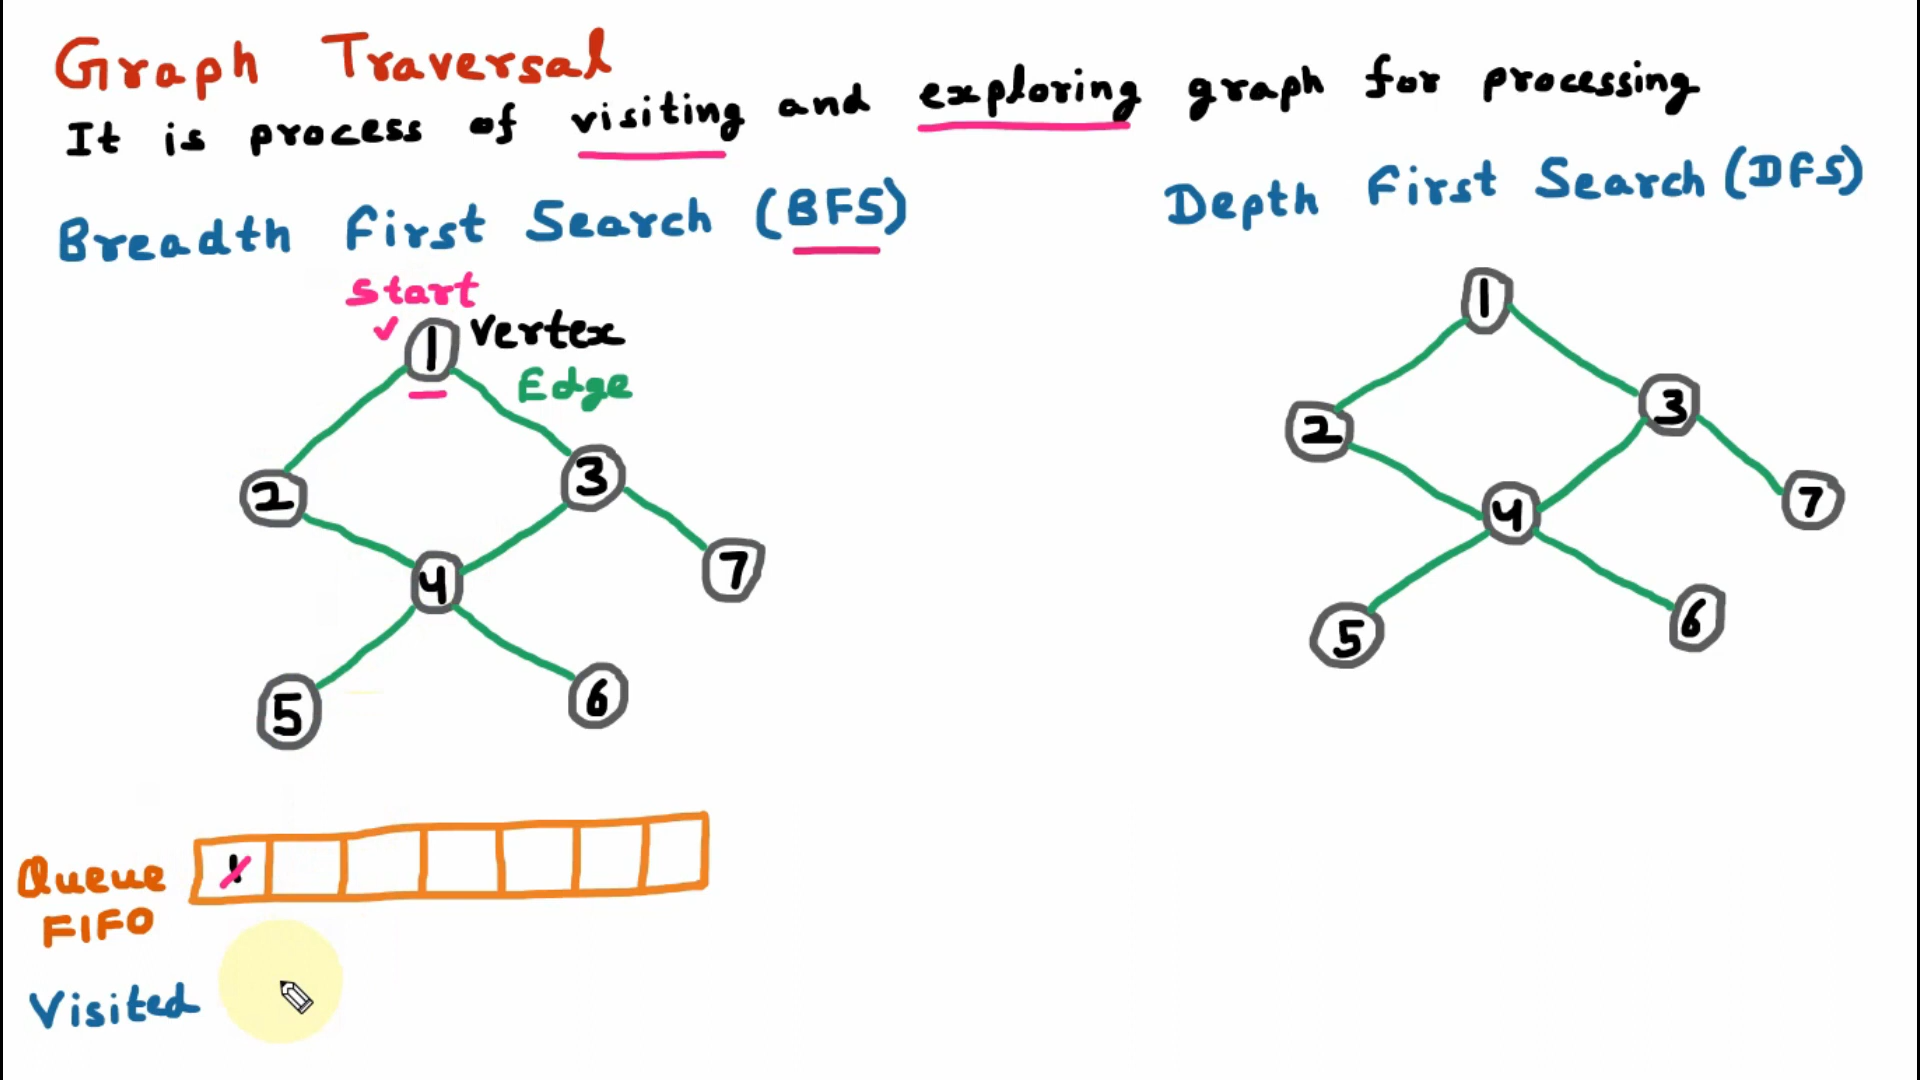 Graph Traversal
It is process of visiting and exploring graph for processing
Breadth First Search (BFS)
Depth First Search (DFS)
Start
1 Vertex
Edge
2
3
4
7
5
6
1
2
3
4
7
5
6
Queue
FIFO
1
Visited